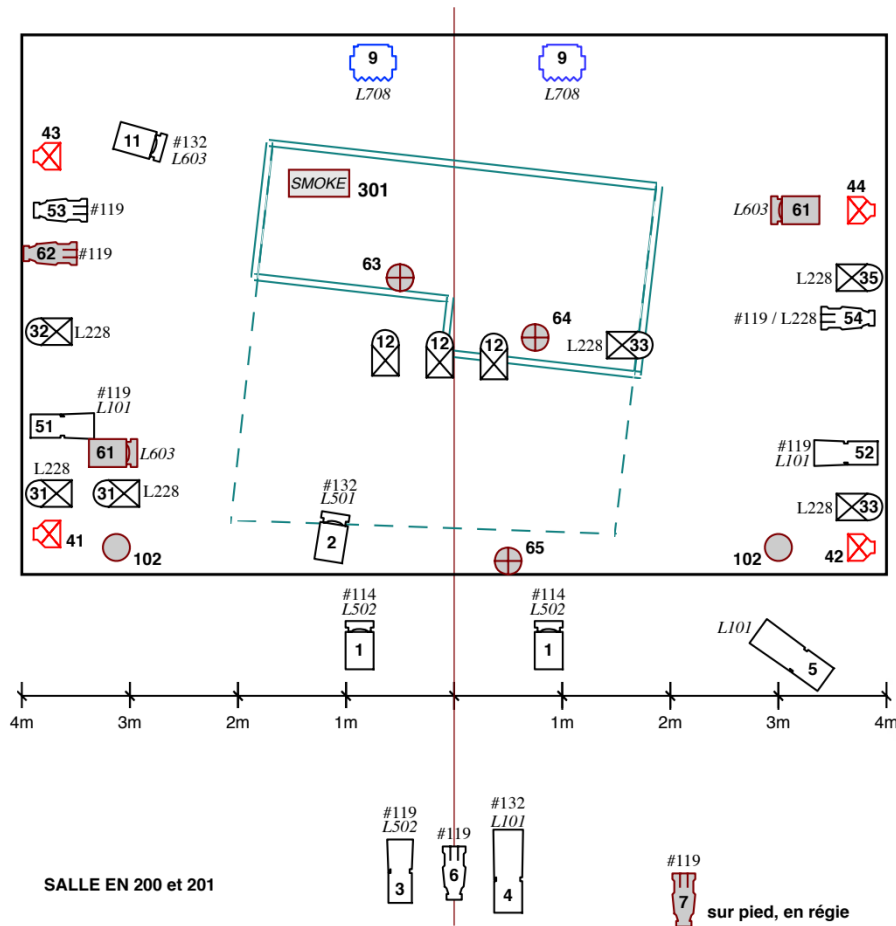 9
9
L708
L708
43
11
#132
L603
53
#119
62
#119
SMOKE
301
44
L603
61
63
L228
35
64
#119 / L228
54
32
L228
12
12
12
L228
33
#119
L101
51
61
L603
#119
L101
52
L228
31
31
L228
#132
L501
2
L228
33
41
102
65
102
42
#114
L502
1
#114
L502
1
L101
5
4m
3m
2m
1m
1m
2m
3m
4m
#119
L502
3
#119
6
#132
L101
4
#119
7
SALLE EN 200 et 201
sur pied, en régie